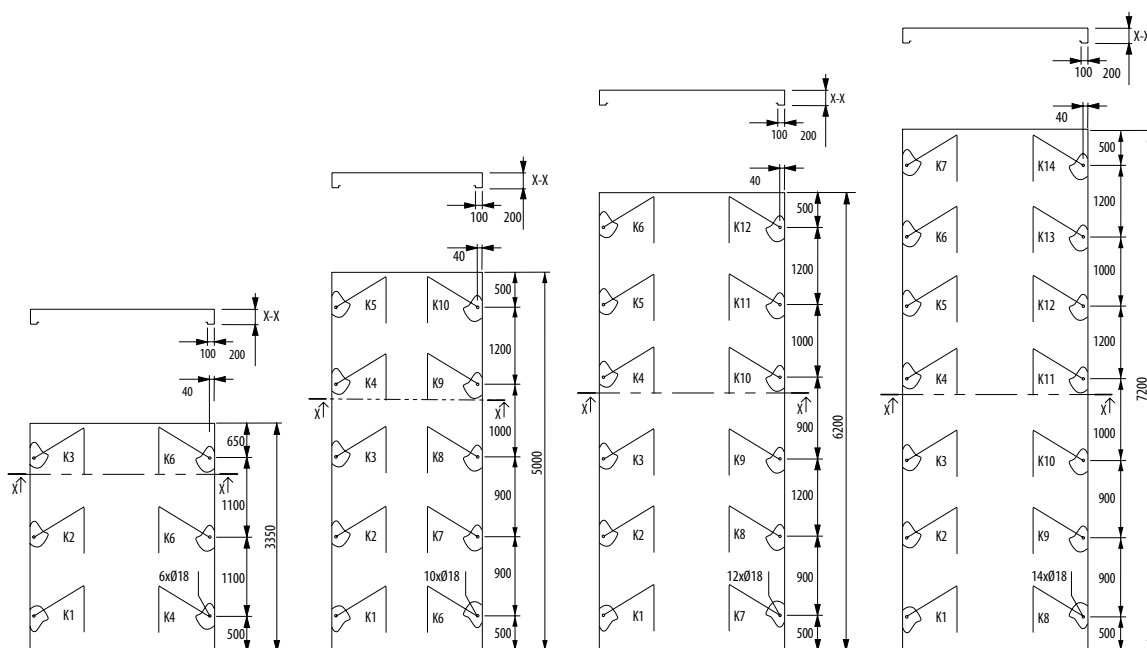 X-X
100 200
40
K3 K6
650
X X
1100
K2 K6
3350
6xØ18
1100
K1 K4
500
X-X
100 200
40
500
K5 K10
1200
K4 K9
X X
1000
K3 K8
5000
900
K2 K7
900
10xØ18
K1 K6
500
X-X
100 200
40
500
K6 K12
1200
K5 K11
1000
K4 K10
X X
6200
900
K3 K9
1200
K2 K8
900
12xØ18
K1 K7
500
X-X
100 200
40
500
K7 K14
1200
K6 K13
1000
K5 K12
1200
K4 K11
X X
7200
1000
K3 K10
900
K2 K9
900
14xØ18
K1 K8
500